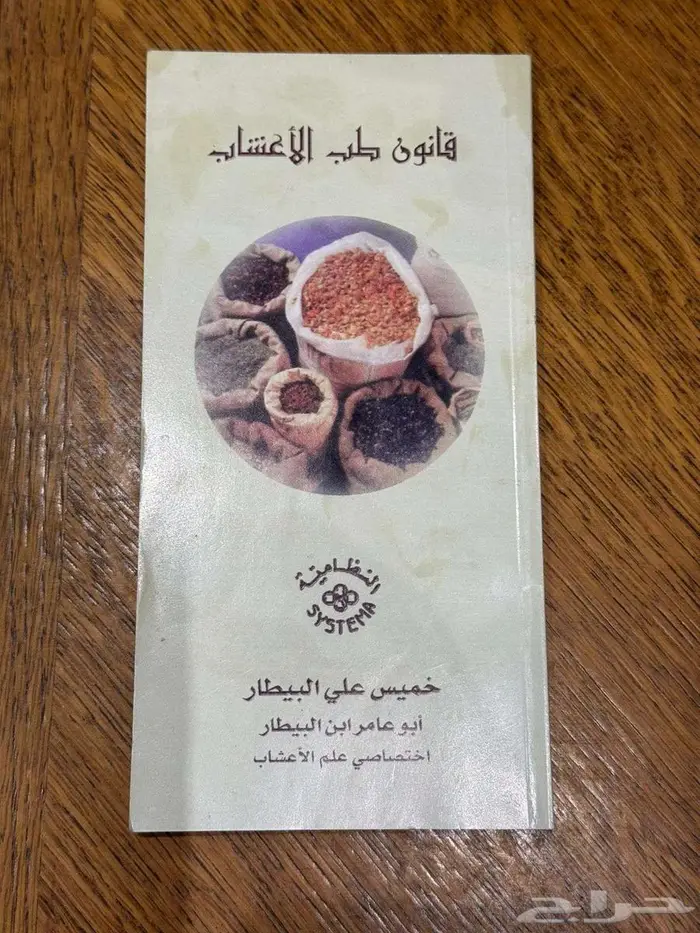 قانون طب الأعشاب
النظامية
SYSTEMA
خميس علي البيطار
أبو عامر ابن البيطار
اختصاصي علم الأعشاب
حراج